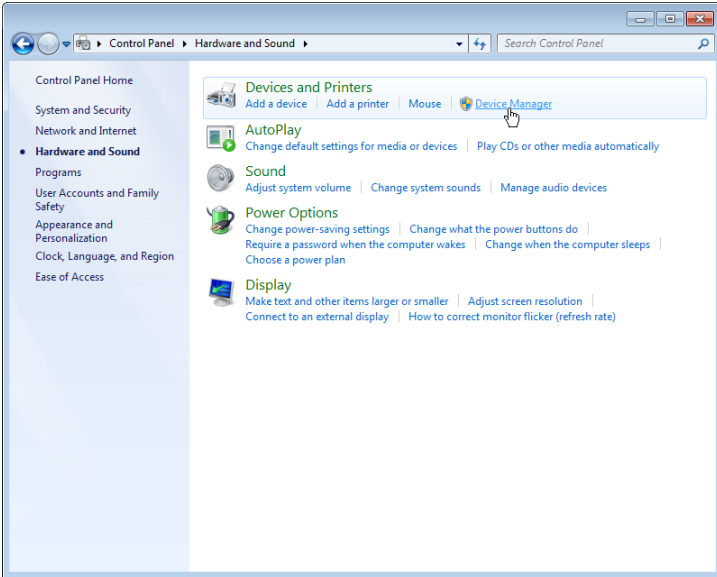 Control Panel Hardware and Sound
Search Control Panel
Control Panel Home
System and Security
Network and Internet
Hardware and Sound
Programs
User Accounts and Family
Safety
Appearance and
Personalization
Clock, Language, and Region
Ease of Access
Devices and Printers
Add a device Add a printer Mouse Device Manager
AutoPlay
Change default settings for media or devices Play CDs or other media automatically
Sound
Adjust system volume Change system sounds Manage audio devices
Power Options
Change power-saving settings Change what the power buttons do
Require a password when the computer wakes Change when the computer sleeps
Choose a power plan
Display
Make text and other items larger or smaller Adjust screen resolution
Connect to an external display How to correct monitor flicker (refresh rate)